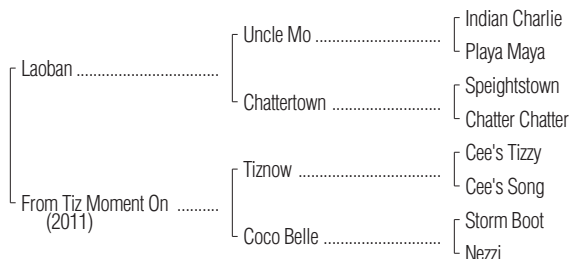 Indian Charlie
Uncle Mo ..............................
Playa Maya
Laoban ..................................
Speightstown
Chattertown ..........................
Chatter Chatter
Cee's Tizzy
Tiznow ..................................
Cee's Song
From Tiz Moment On ..........
(2011)
Storm Boot
Coco Belle ............................
Nezzi